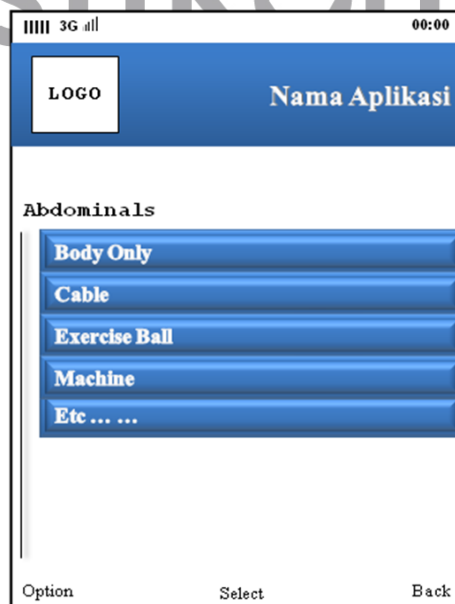 3G 00:00
LOGO
Nama Aplikasi
Abdominals
Body Only
Cable
Exercise Ball
Machine
Etc ... ...
Option Select Back